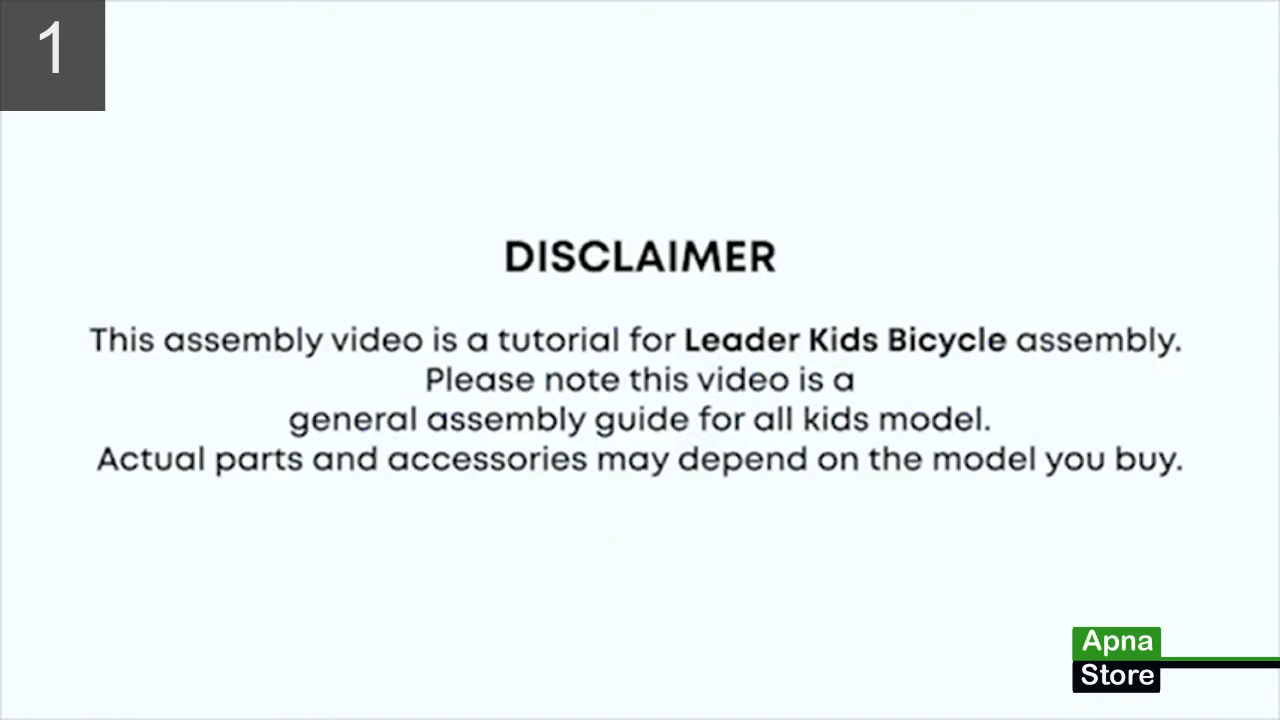 1
DISCLAIMER
This assembly video is a tutorial for Leader Kids Bicycle assembly.
Please note this video is a
general assembly guide for all kids model.
Actual parts and accessories may depend on the model you buy.
Apna
Store